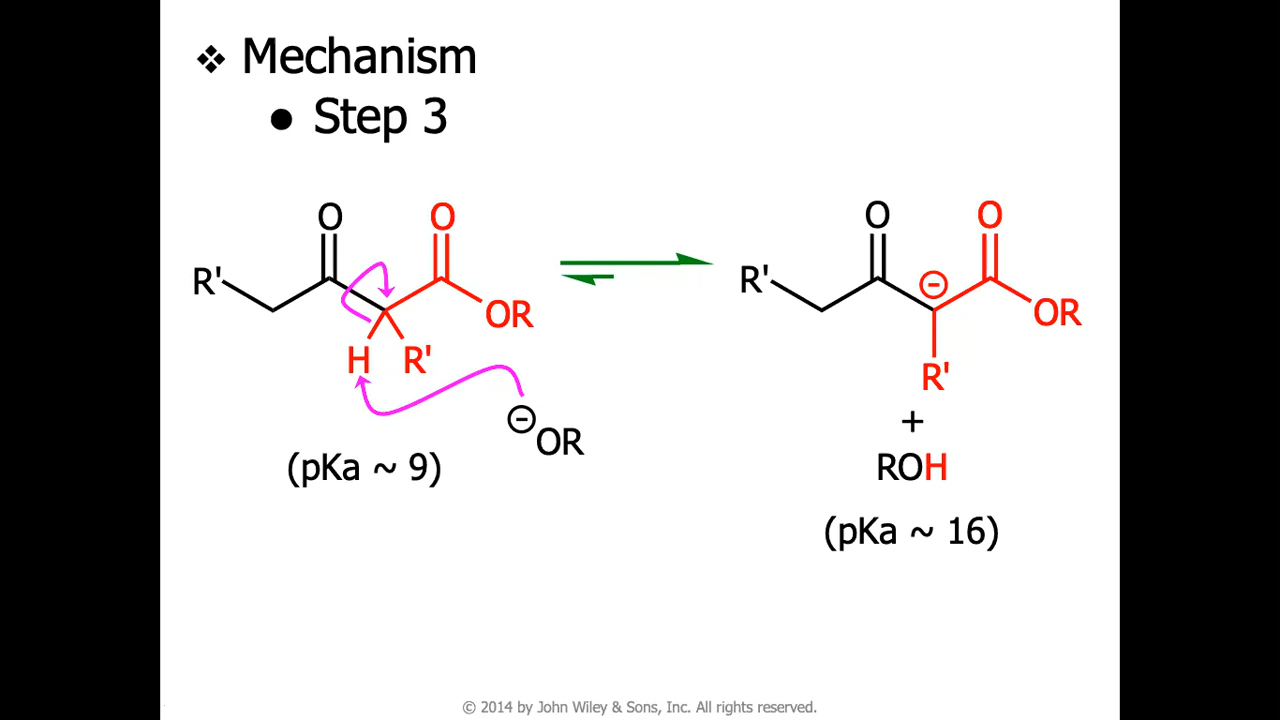 ❖ Mechanism
● Step 3
O O O O
R' OR R' OR
H R' R'
⊖OR +
(pKa ~ 9) ROH
(pKa ~ 16)
© 2014 by John Wiley & Sons, Inc. All rights reserved.